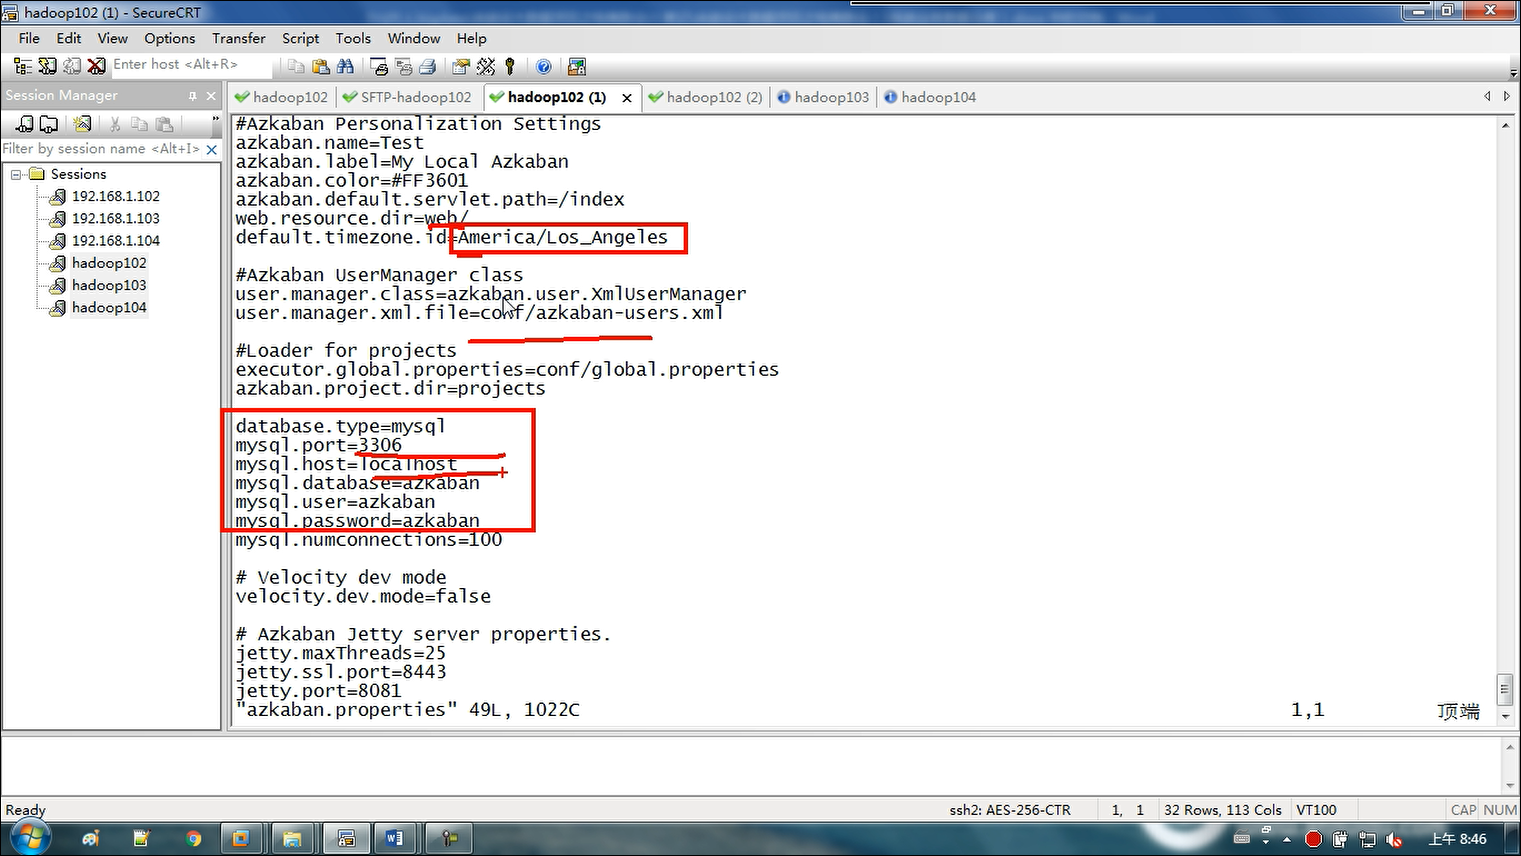 hadoop102 (1) - SecureCRT
File Edit View Options Transfer Script Tools Window Help
Enter host <Alt+R>
Session Manager
hadoop102 SFTP-hadoop102 hadoop102 (1) hadoop102 (2) hadoop103 hadoop104
Filter by session name <Alt+I>
Sessions
192.168.1.102
192.168.1.103
192.168.1.104
hadoop102
hadoop103
hadoop104
#Azkaban Personalization Settings
azkaban.name=Test
azkaban.label=My Local Azkaban
azkaban.color=#FF3601
azkaban.default.servlet.path=/index
web.resource.dir=web/
default.timezone.id=America/Los_Angeles
#Azkaban UserManager class
user.manager.class=azkaban.user.XmlUserManager
user.manager.xml.file=conf/azkaban-users.xml
#Loader for projects
executor.global.properties=conf/global.properties
azkaban.project.dir=projects
database.type=mysql
mysql.port=3306
mysql.host=localhost
mysql.database=azkaban
mysql.user=azkaban
mysql.password=azkaban
mysql.numconnections=100
# Velocity dev mode
velocity.dev.mode=false
# Azkaban Jetty server properties.
jetty.maxThreads=25
jetty.ssl.port=8443
jetty.port=8081
"azkaban.properties" 49L, 1022C 1,1 顶端
Ready ssh2: AES-256-CTR 1, 1 32 Rows, 113 Cols VT100 CAP NUM
上午 8:46